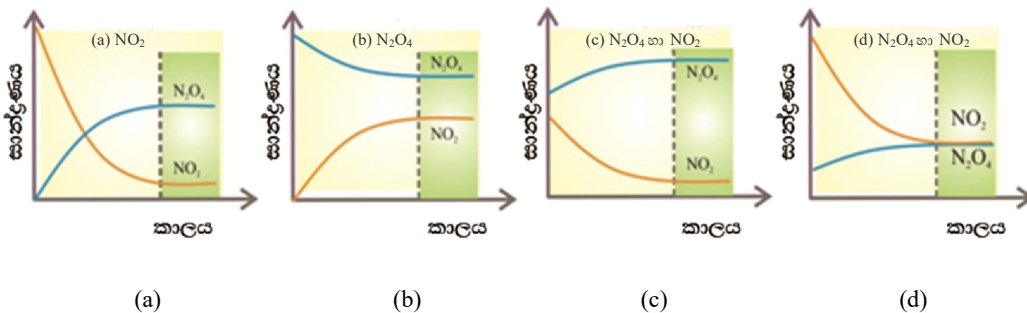 (a) NO₂
N₂O₄
NO₂
සාන්ද්‍රණය
කාලය
(b) N₂O₄
N₂O₄
NO₂
සාන්ද්‍රණය
කාලය
(c) N₂O₄ හා NO₂
N₂O₄
NO₂
සාන්ද්‍රණය
කාලය
(d) N₂O₄ හා NO₂
NO₂
N₂O₄
සාන්ද්‍රණය
කාලය
(a) (b) (c) (d)